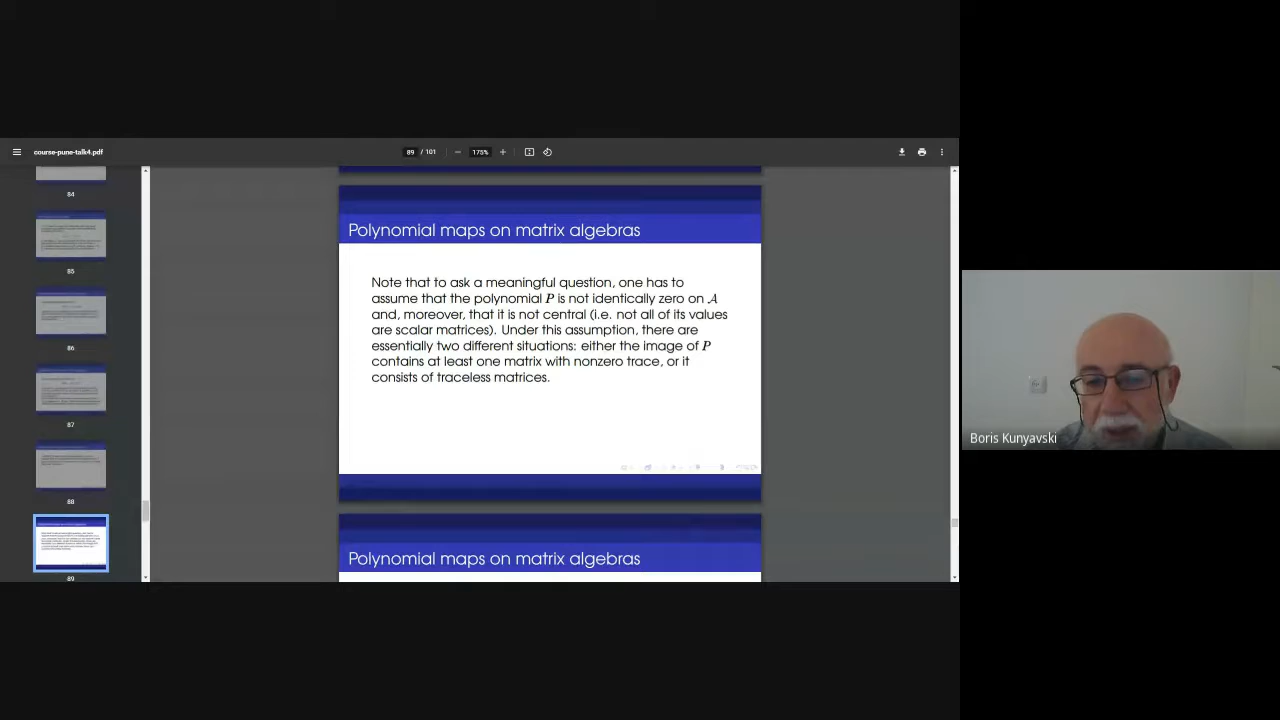 course-pune-talk4.pdf
89 / 101
175%
84
85
86
87
88
89
Polynomial maps on matrix algebras
Note that to ask a meaningful question, one has to
assume that the polynomial P is not identically zero on 𝒜
and, moreover, that it is not central (i.e. not all of its values
are scalar matrices). Under this assumption, there are
essentially two different situations: either the image of P
contains at least one matrix with nonzero trace, or it
consists of traceless matrices.
Polynomial maps on matrix algebras
Boris Kunyavski